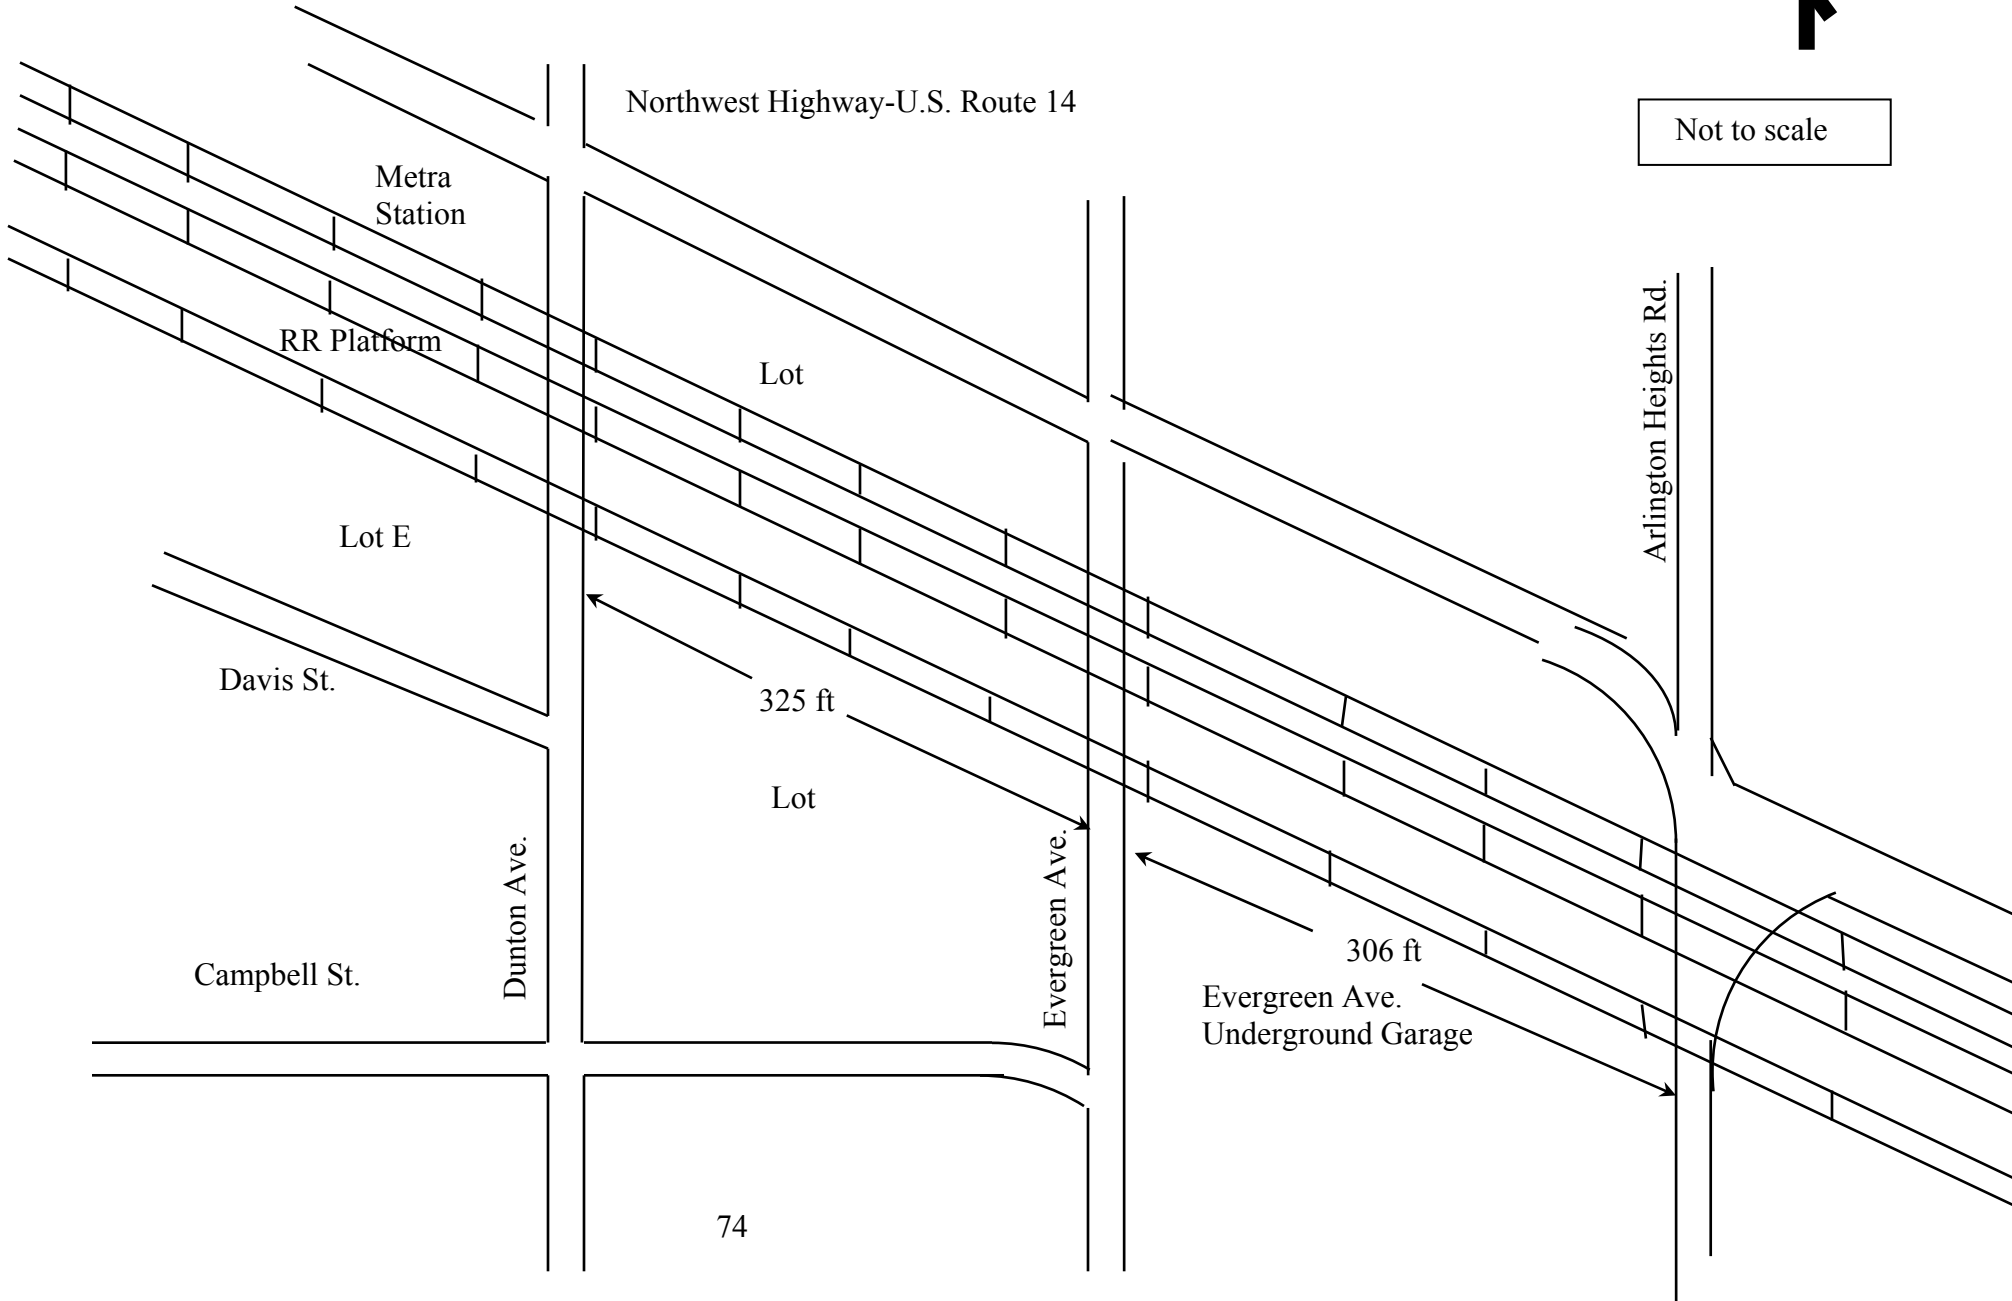 Northwest Highway-U.S. Route 14
Not to scale
Metra
Station
Arlington Heights Rd.
RR Platform
Lot
Lot E
Davis St.
325 ft
Lot
Dunton Ave.
Evergreen Ave.
306 ft
Campbell St.
Evergreen Ave.
Underground Garage
74